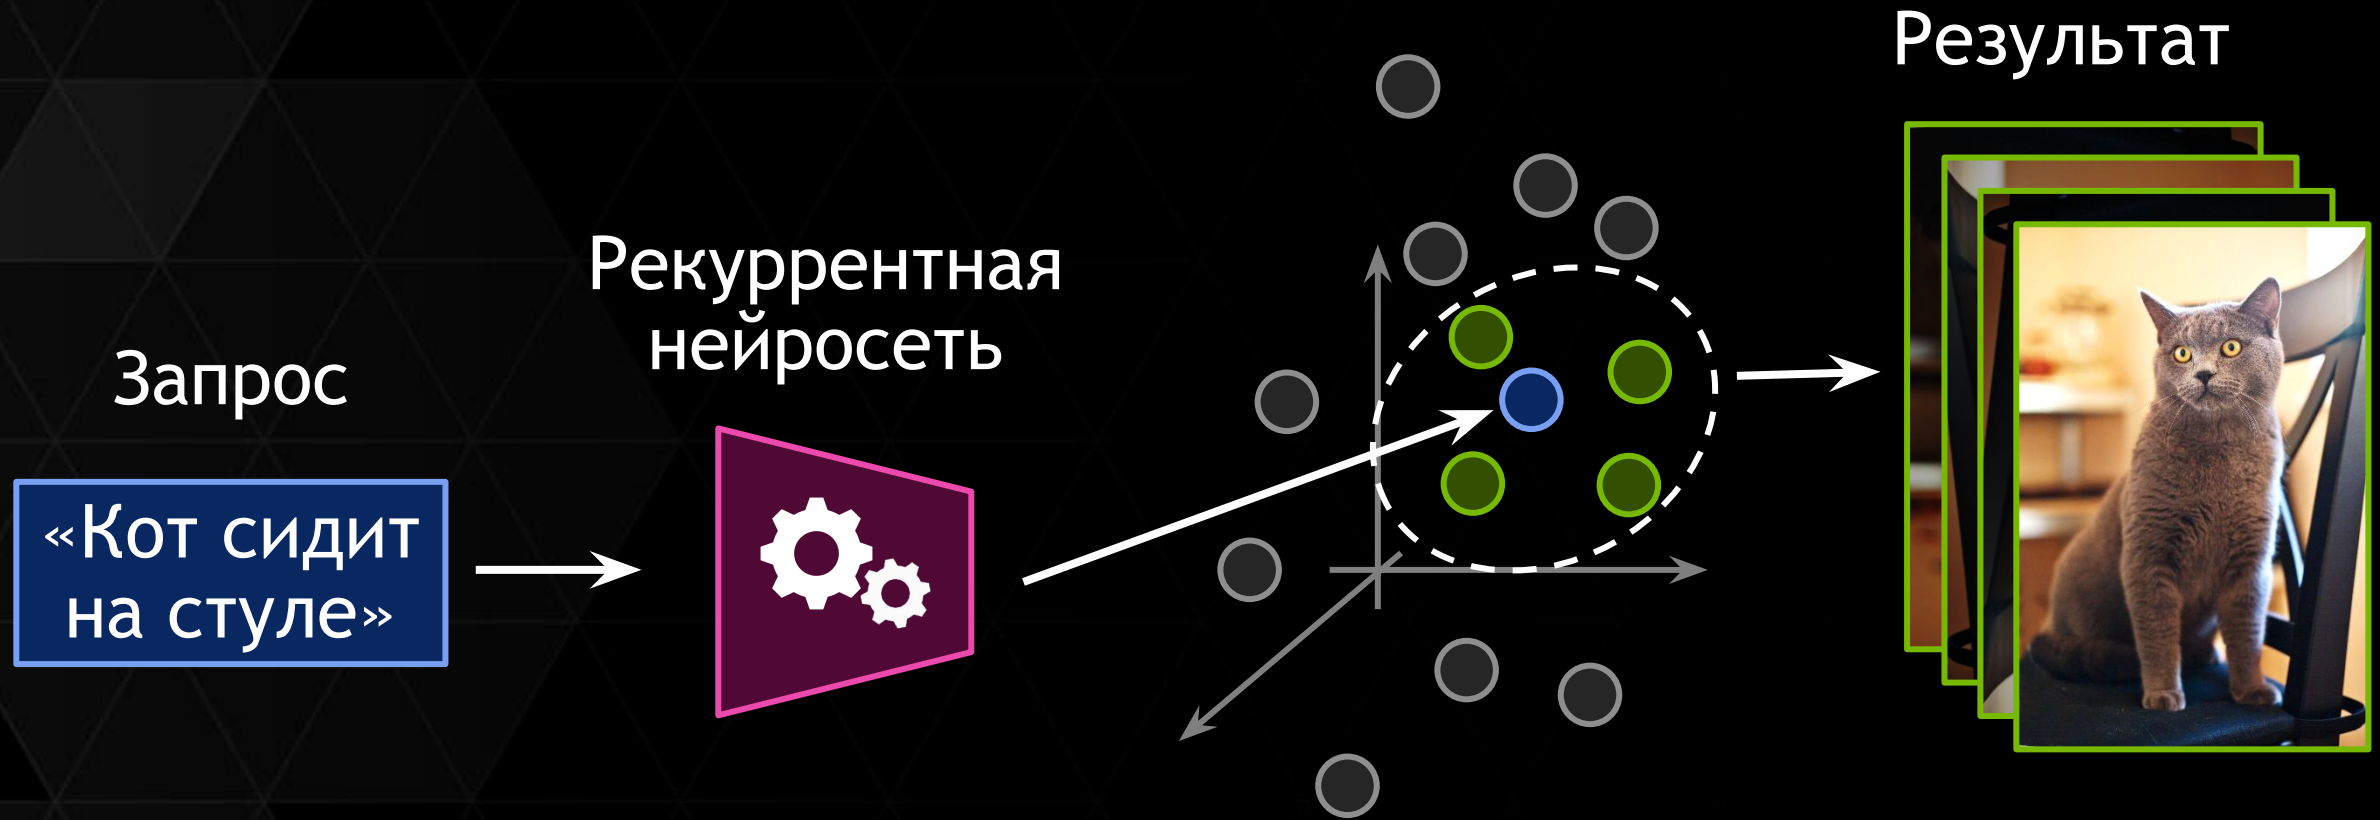 Запрос
«Кот сидит
на стуле»
Рекуррентная
нейросеть
Результат